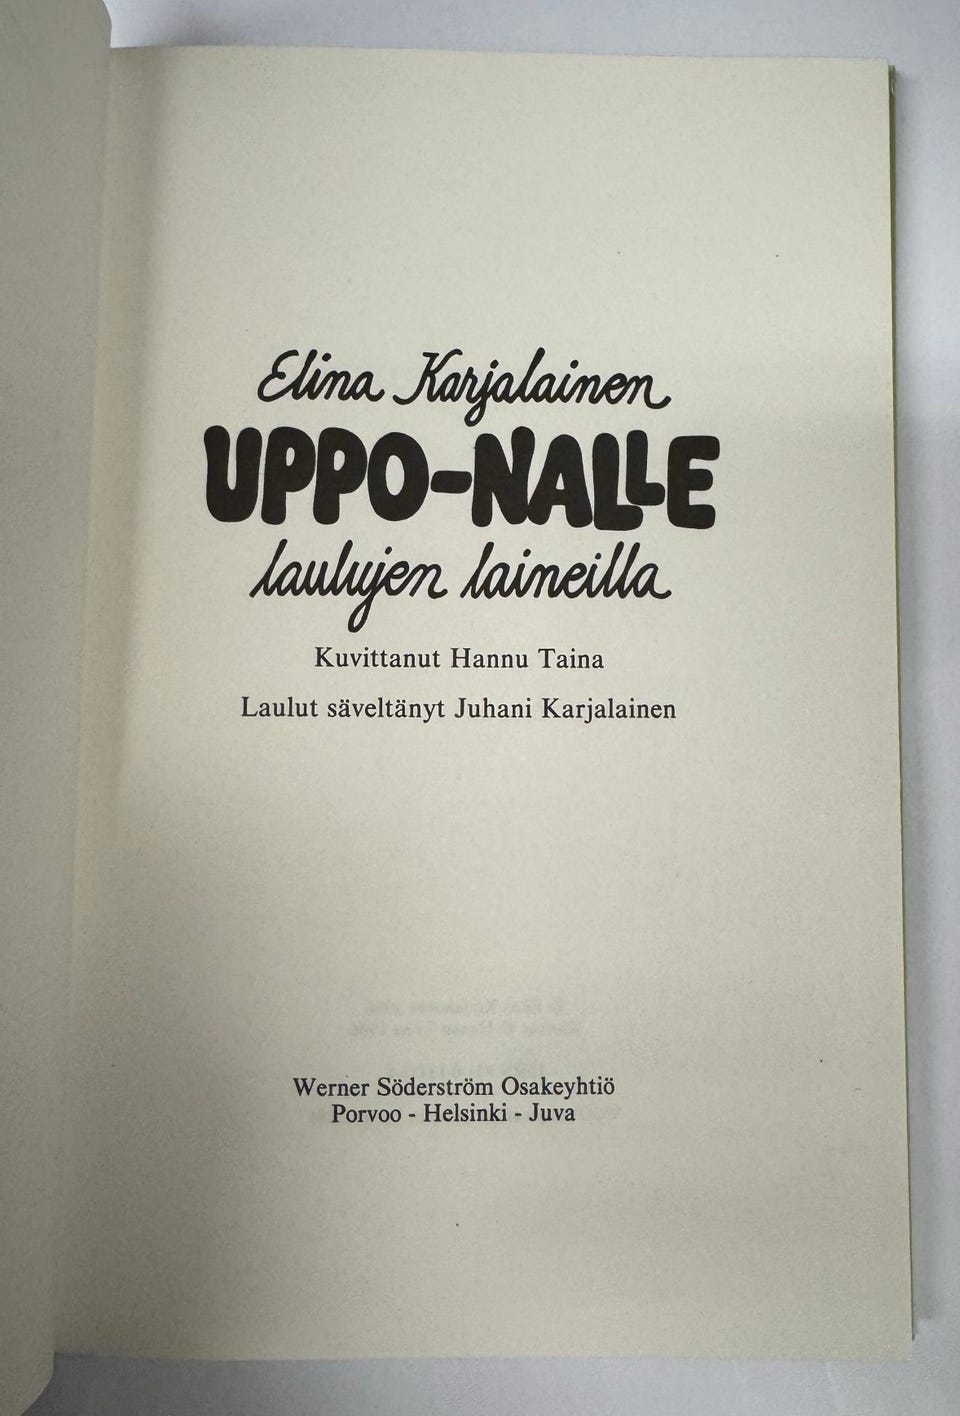 Elina Karjalainen
UPPO-NALLE
laulujen laineilla
Kuvittanut Hannu Taina
Laulut säveltänyt Juhani Karjalainen
Werner Söderström Osakeyhtiö
Porvoo - Helsinki - Juva